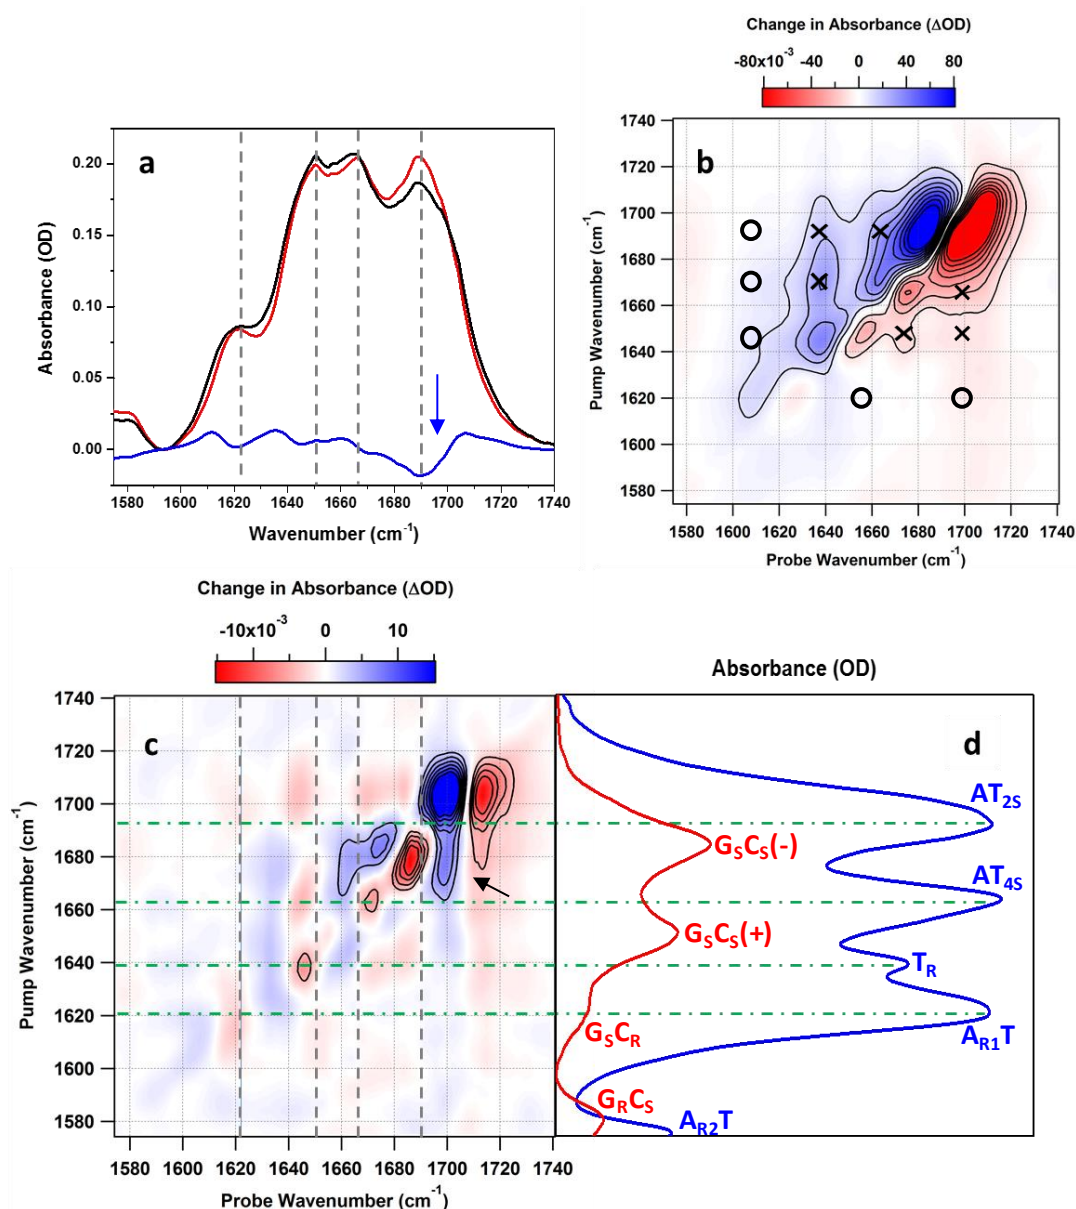 Change in Absorbance (ΔOD)
-80x10⁻³ -40 0 40 80
a
0.20
0.15
0.10
0.05
0.00
Absorbance (OD)
1580 1600 1620 1640 1660 1680 1700 1720 1740
Wavenumber (cm⁻¹)
b
1740
1720
1700
1680
1660
1640
1620
1600
1580
Pump Wavenumber (cm⁻¹)
1580 1600 1620 1640 1660 1680 1700 1720 1740
Probe Wavenumber (cm⁻¹)
Change in Absorbance (ΔOD)
-10x10⁻³ 0 10
c
1740
1720
1700
1680
1660
1640
1620
1600
1580
Pump Wavenumber (cm⁻¹)
1580 1600 1620 1640 1660 1680 1700 1720 1740
Probe Wavenumber (cm⁻¹)
Absorbance (OD)
d
AT₂S
GSCS(-)
AT₄S
GSCS(+)
TR
GSCR
AR1T
GRCS
AR2T